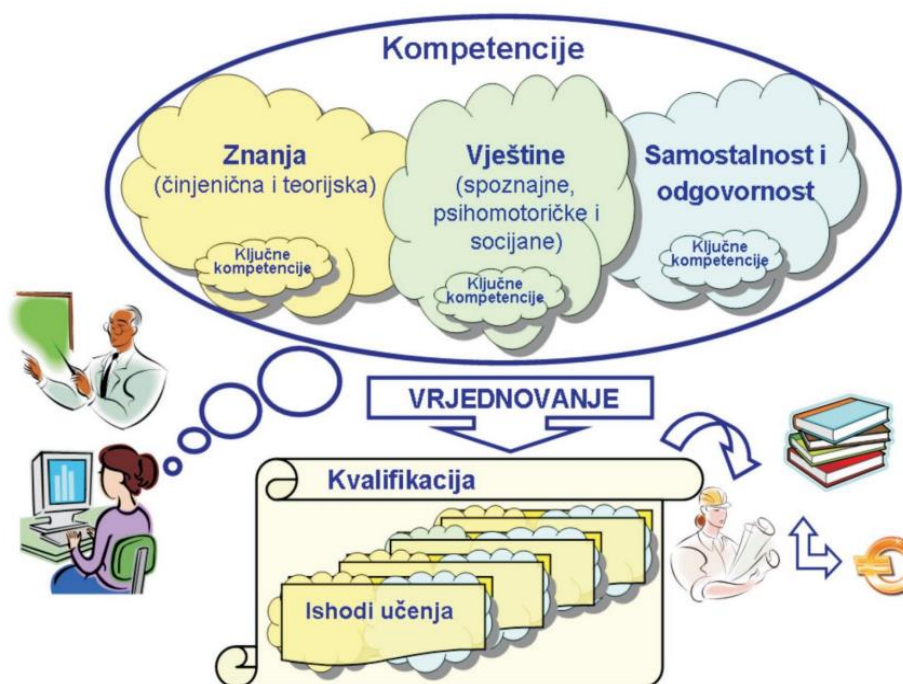 Kompetencije
Znanja
(činjenična i teorijska)
Ključne
kompetencije
Vještine
(spoznajne,
psihomotoričke i
socijane)
Ključne
kompetencije
Samostalnost i
odgovornost
Ključne
kompetencije
VRJEDNOVANJE
Kvalifikacija
Ishodi učenja